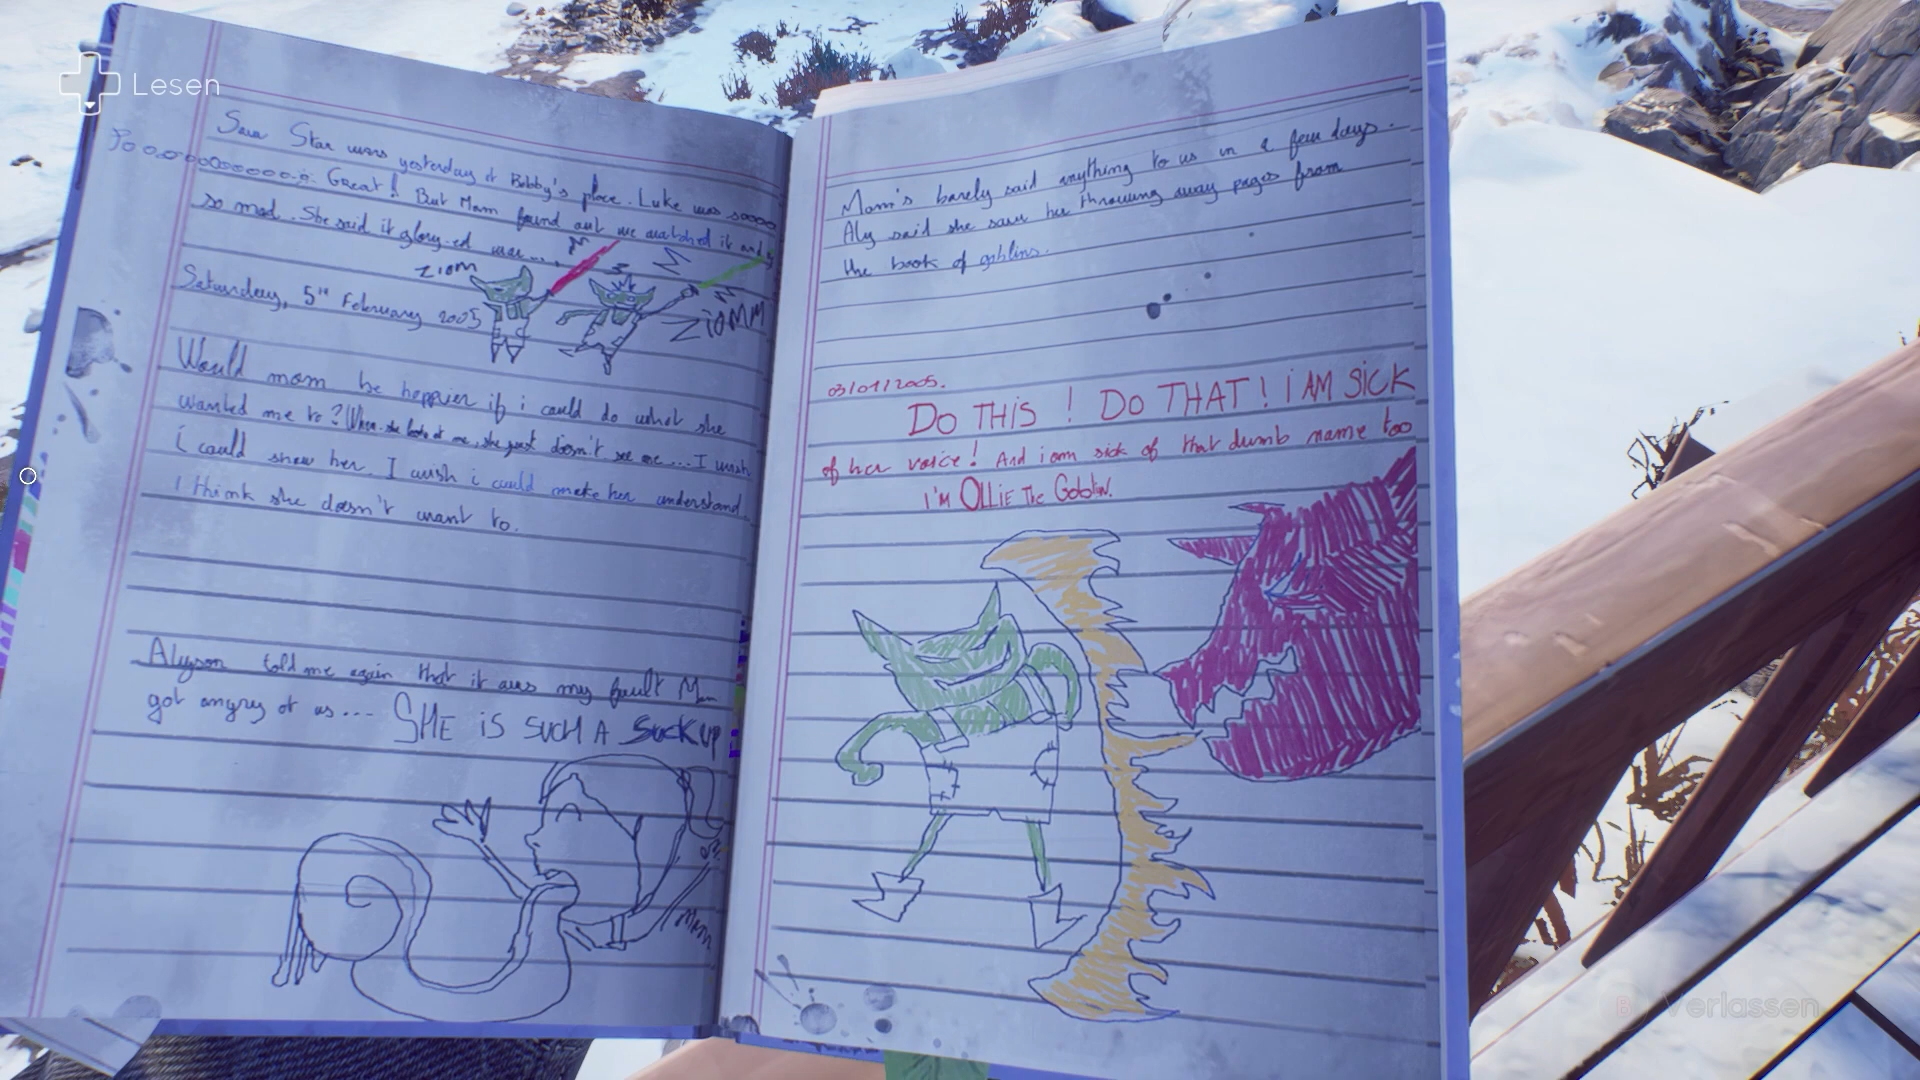 Lesen
Saw Star wars yesterday at Bobby's place. Luke was soooo
Great! But Mom found out we watched it and
so mad. She said it glory-ed war...
ZIOM
ZIOMM
Saturday, 5th February 2005
Would mom be happier if i could do what she
wanted me to? When she looks at me, she just doesn't see me... I wish
i could show her. I wish i could make her understand.
I think she doesn't want to.
Alyson told me again that it was my fault Mom
got angry at us... SHE iS SUCH A SUCK UP
Mom's barely said anything to us in a few days.
Aly said she saw her throwing away pages from
the book of goblins.
DO THiS! DO THAT! i AM SiCK
of her voice! And i am sick of that dumb name too
I'M OLLiE The Goblin.
B Verlassen